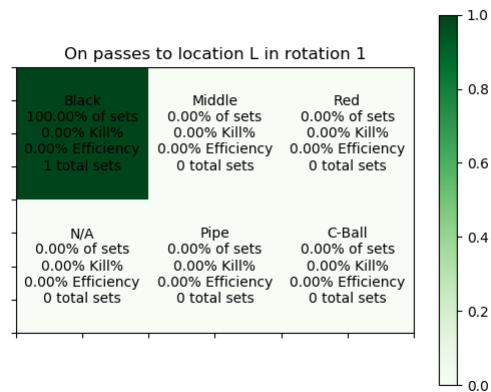 On passes to location L in rotation 1
Black
100.00% of sets
0.00% Kill%
0.00% Efficiency
1 total sets
Middle
0.00% of sets
0.00% Kill%
0.00% Efficiency
0 total sets
Red
0.00% of sets
0.00% Kill%
0.00% Efficiency
0 total sets
N/A
0.00% of sets
0.00% Kill%
0.00% Efficiency
0 total sets
Pipe
0.00% of sets
0.00% Kill%
0.00% Efficiency
0 total sets
C-Ball
0.00% of sets
0.00% Kill%
0.00% Efficiency
0 total sets
1.0
0.8
0.6
0.4
0.2
0.0